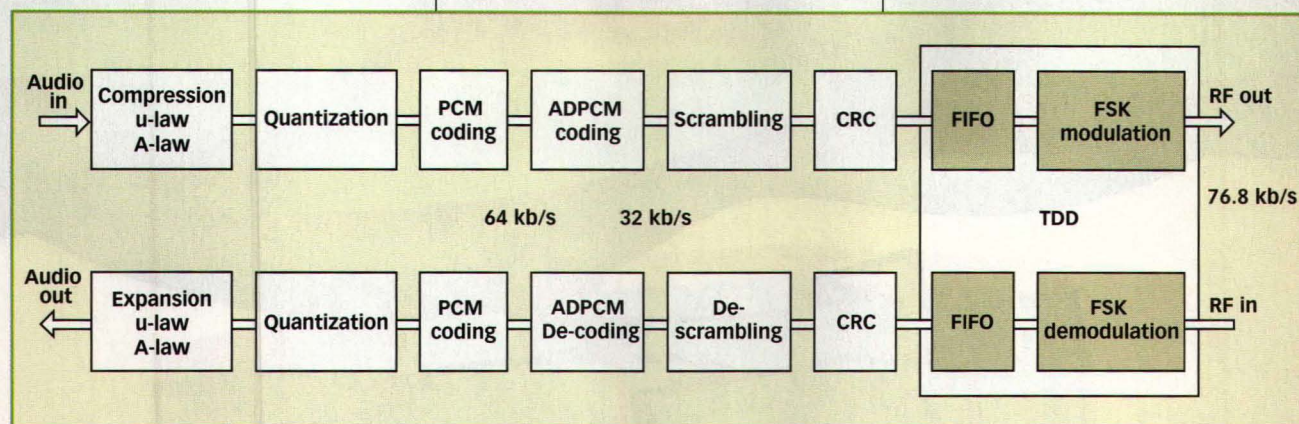 Audio
in
Compression
u-law
A-law
Quantization
PCM
coding
ADPCM
coding
Scrambling
CRC
FIFO
FSK
modulation
RF out
64 kb/s
32 kb/s
TDD
76.8 kb/s
Audio
out
Expansion
u-law
A-law
Quantization
PCM
coding
ADPCM
De-coding
De-
scrambling
CRC
FIFO
FSK
demodulation
RF in